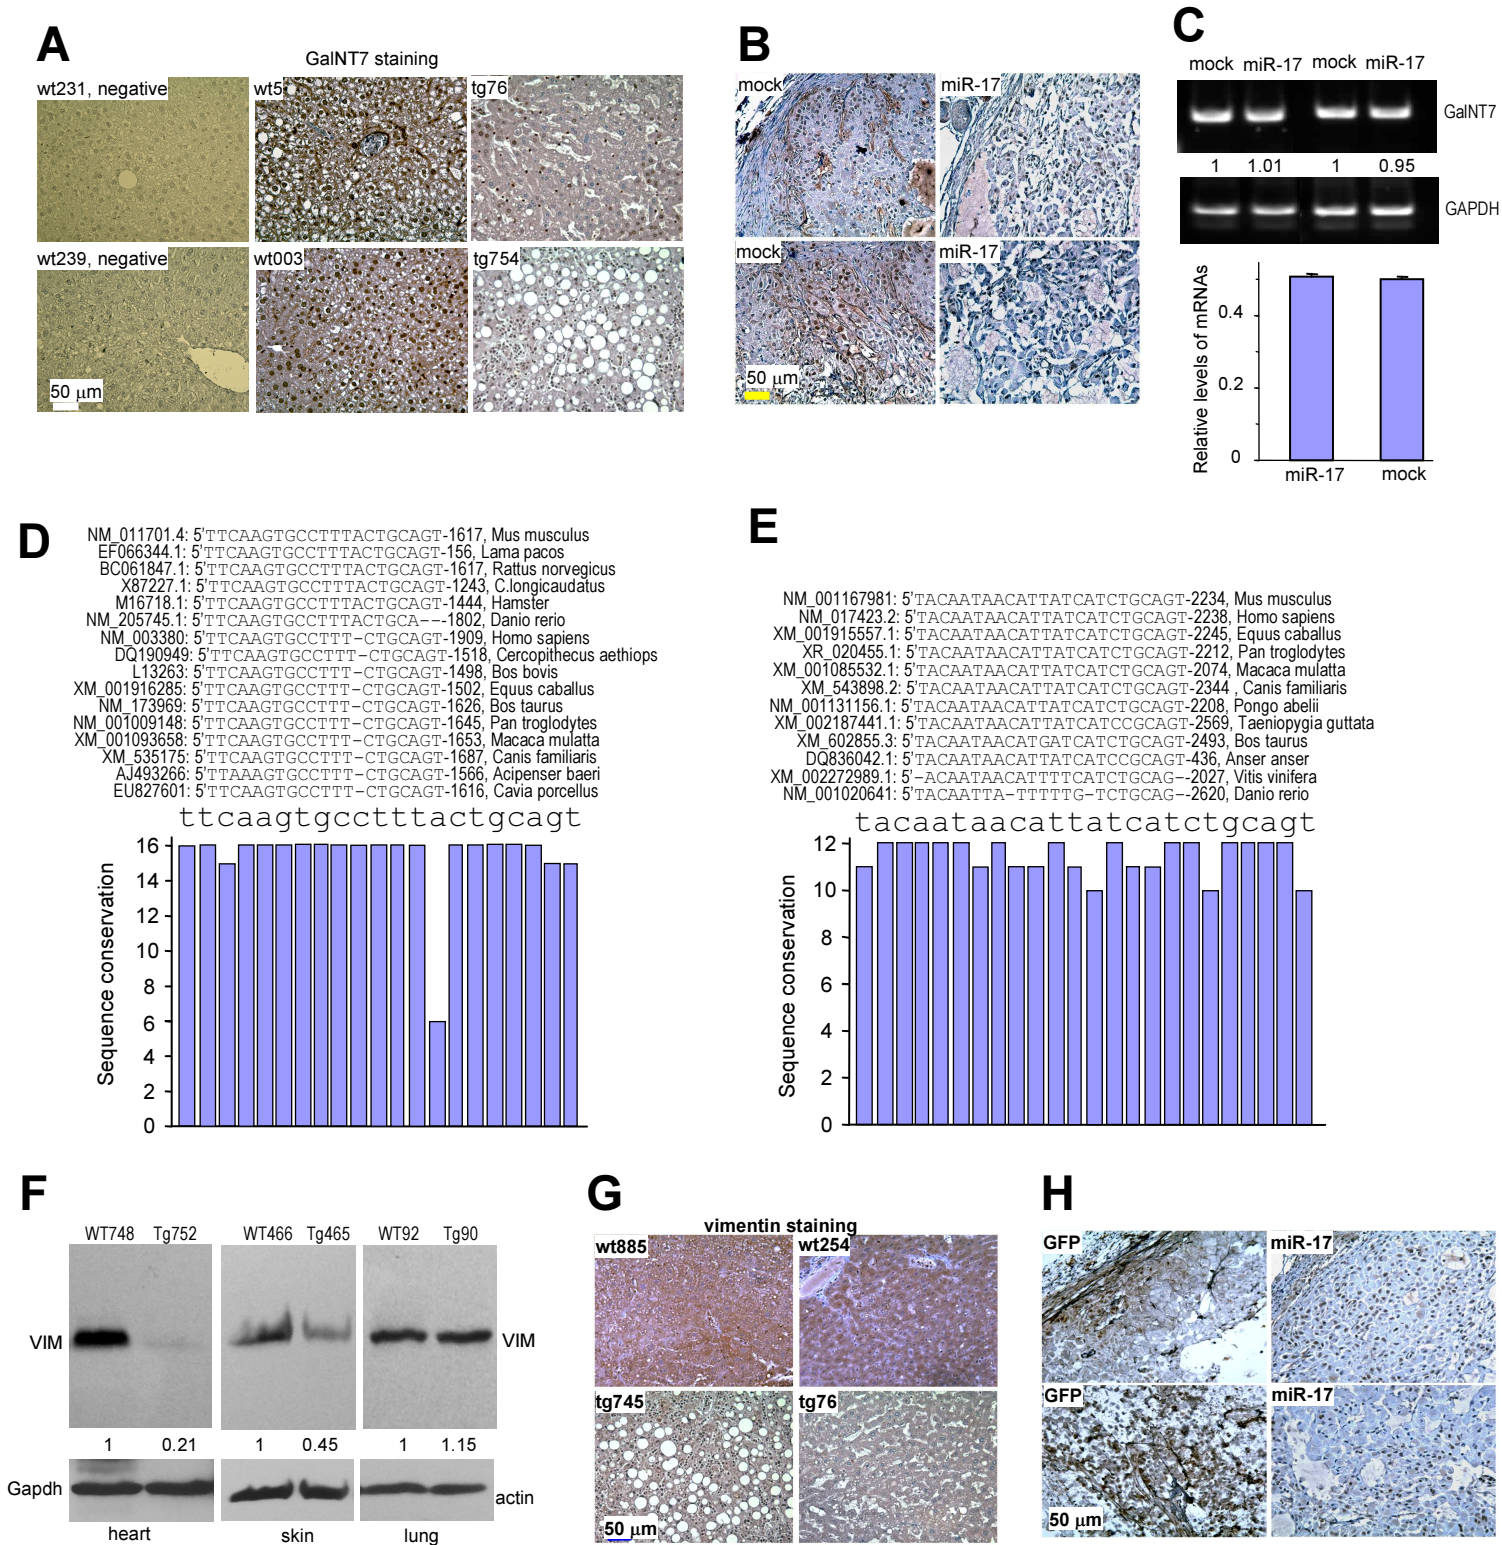 A
GalNT7 staining
wt231, negative
wt5
tg76
wt239, negative
wt003
tg754
50 μm
B
mock
miR-17
mock
miR-17
50 μm
C
mock miR-17 mock miR-17
GalNT7
1 1.01 1 0.95
GAPDH
Relative levels of mRNAs
0.4
0.2
0
miR-17 mock
D
NM_011701.4: 5'TTCAAGTGCCTTTACTGCAGT-1617, Mus musculus
EF066344.1: 5'TTCAAGTGCCTTTACTGCAGT-156, Lama pacos
BC061847.1: 5'TTCAAGTGCCTTTACTGCAGT-1617, Rattus norvegicus
X87227.1: 5'TTCAAGTGCCTTTACTGCAGT-1243, C.longicaudatus
M16718.1: 5'TTCAAGTGCCTTTACTGCAGT-1444, Hamster
NM_205745.1: 5'TTCAAGTGCCTTTACTGCA---1802, Danio rerio
NM_003380: 5'TTCAAGTGCCTTT-CTGCAGT-1909, Homo sapiens
DQ190949: 5'TTCAAGTGCCTTT-CTGCAGT-1518, Cercopithecus aethiops
L13263: 5'TTCAAGTGCCTTT-CTGCAGT-1498, Bos bovis
XM_001916285: 5'TTCAAGTGCCTTT-CTGCAGT-1502, Equus caballus
NM_173969: 5'TTCAAGTGCCTTT-CTGCAGT-1626, Bos taurus
NM_001009148: 5'TTCAAGTGCCTTT-CTGCAGT-1645, Pan troglodytes
XM_001093658: 5'TTCAAGTGCCTTT-CTGCAGT-1653, Macaca mulatta
XM_535175: 5'TTCAAGTGCCTTT-CTGCAGT-1687, Canis familiaris
AJ493266: 5'TTAAAGTGCCTTT-CTGCAGT-1566, Acipenser baeri
EU827601: 5'TTCAAGTGCCTTT-CTGCAGT-1616, Cavia porcellus
ttcaagtgcctttactgcagt
Sequence conservation
16
14
12
10
8
6
4
2
0
E
NM_001167981: 5'TACAATAACATTATCATCTGCAGT-2234, Mus musculus
NM_017423.2: 5'TACAATAACATTATCATCTGCAGT-2238, Homo sapiens
XM_001915557.1: 5'TACAATAACATTATCATCTGCAGT-2245, Equus caballus
XR_020455.1: 5'TACAATAACATTATCATCTGCAGT-2212, Pan troglodytes
XM_001085532.1: 5'TACAATAACATTATCATCTGCAGT-2074, Macaca mulatta
XM_543898.2: 5'TACAATAACATTATCATCTGCAGT-2344 , Canis familiaris
NM_001131156.1: 5'TACAATAACATTATCATCTGCAGT-2208, Pongo abelii
XM_002187441.1: 5'TACAATAACATTATCATCCGCAGT-2569, Taeniopygia guttata
XM_602855.3: 5'TACAATAACATGATCATCTGCAGT-2493, Bos taurus
DQ836042.1: 5'TACAATAACATTATCATCCGCAGT-436, Anser anser
XM_002272989.1: 5'-ACAATAACATTTTCATCTGCAG--2027, Vitis vinifera
NM_001020641: 5'TACAATTA-TTTTTG-TCTGCAG--2620, Danio rerio
tacaataacattatcatctgcagt
Sequence conservation
12
10
8
6
4
2
0
F
WT748 Tg752 WT466 Tg465 WT92 Tg90
VIM
VIM
1 0.21 1 0.45 1 1.15
Gapdh
actin
heart skin lung
G
vimentin staining
wt885
wt254
tg745
tg76
50 μm
H
GFP
miR-17
GFP
miR-17
50 μm